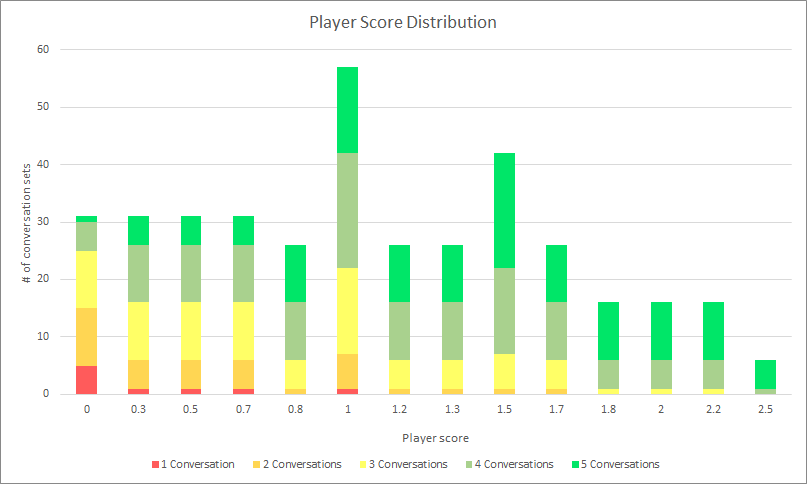 Player Score Distribution
60
50
40
30
20
10
0
# of conversation sets
0 0.3 0.5 0.7 0.8 1 1.2 1.3 1.5 1.7 1.8 2 2.2 2.5
Player score
1 Conversation 2 Conversations 3 Conversations 4 Conversations 5 Conversations